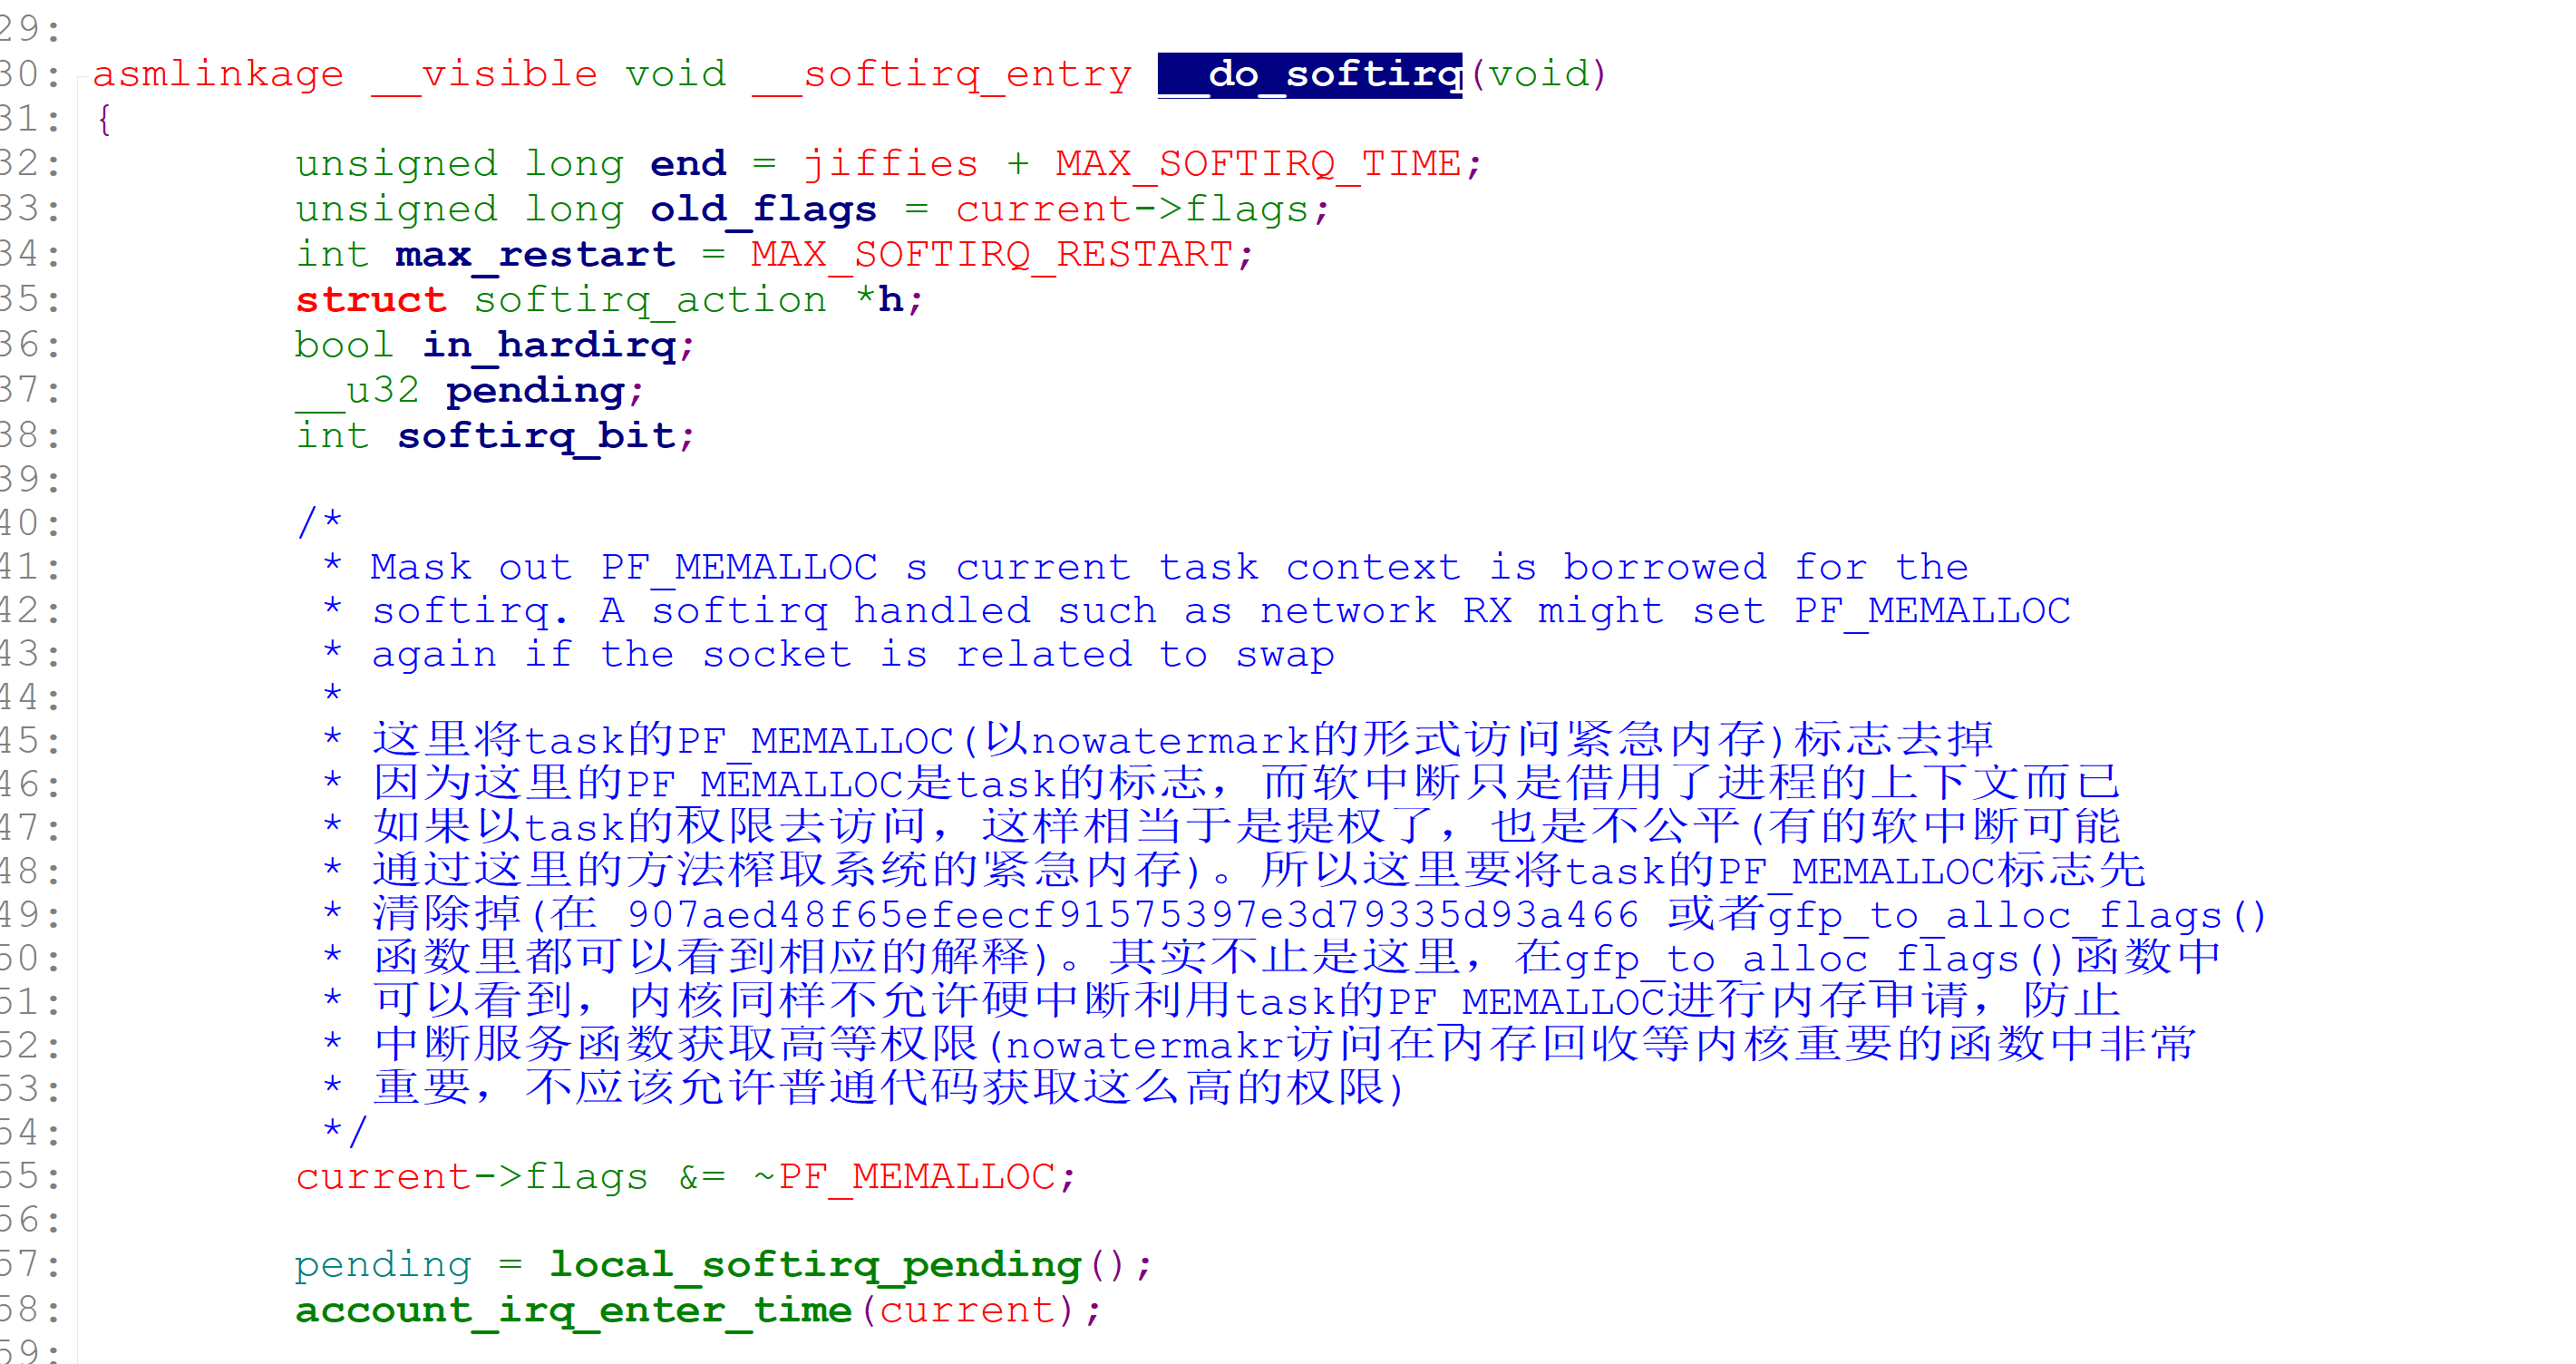 29:
30: asmlinkage __visible void __softirq_entry __do_softirq(void)
31: {
32: unsigned long end = jiffies + MAX_SOFTIRQ_TIME;
33: unsigned long old_flags = current->flags;
34: int max_restart = MAX_SOFTIRQ_RESTART;
35: struct softirq_action *h;
36: bool in_hardirq;
37: __u32 pending;
38: int softirq_bit;
39:
40: /*
41: * Mask out PF_MEMALLOC s current task context is borrowed for the
42: * softirq. A softirq handled such as network RX might set PF_MEMALLOC
43: * again if the socket is related to swap
44: *
45: * 这里将task的PF_MEMALLOC(以nowatermark的形式访问紧急内存)标志去掉
46: * 因为这里的PF_MEMALLOC是task的标志，而软中断只是借用了进程的上下文而已
47: * 如果以task的权限去访问，这样相当于是提权了，也是不公平(有的软中断可能
48: * 通过这里的方法榨取系统的紧急内存)。所以这里要将task的PF_MEMALLOC标志先
49: * 清除掉(在 907aed48f65efeecf91575397e3d79335d93a466 或者gfp_to_alloc_flags()
50: * 函数里都可以看到相应的解释)。其实不止是这里，在gfp_to_alloc_flags()函数中
51: * 可以看到，内核同样不允许硬中断利用task的PF_MEMALLOC进行内存申请，防止
52: * 中断服务函数获取高等权限(nowatermakr访问在内存回收等内核重要的函数中非常
53: * 重要，不应该允许普通代码获取这么高的权限)
54: */
55: current->flags &= ~PF_MEMALLOC;
56:
57: pending = local_softirq_pending();
58: account_irq_enter_time(current);
59: